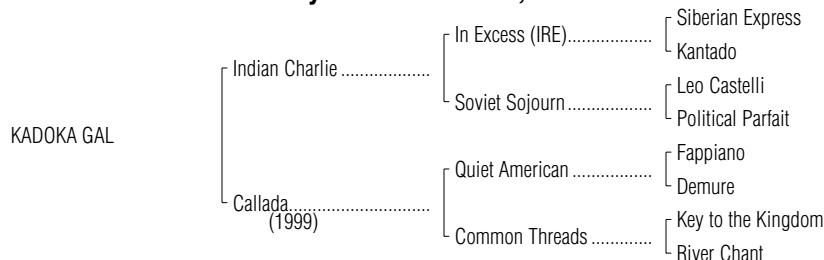 Siberian Express
In Excess (IRE)
Kantado
Indian Charlie
Leo Castelli
Soviet Sojourn
Political Parfait
KADOKA GAL
Fappiano
Quiet American
Demure
Callada
(1999)
Key to the Kingdom
Common Threads
River Chant